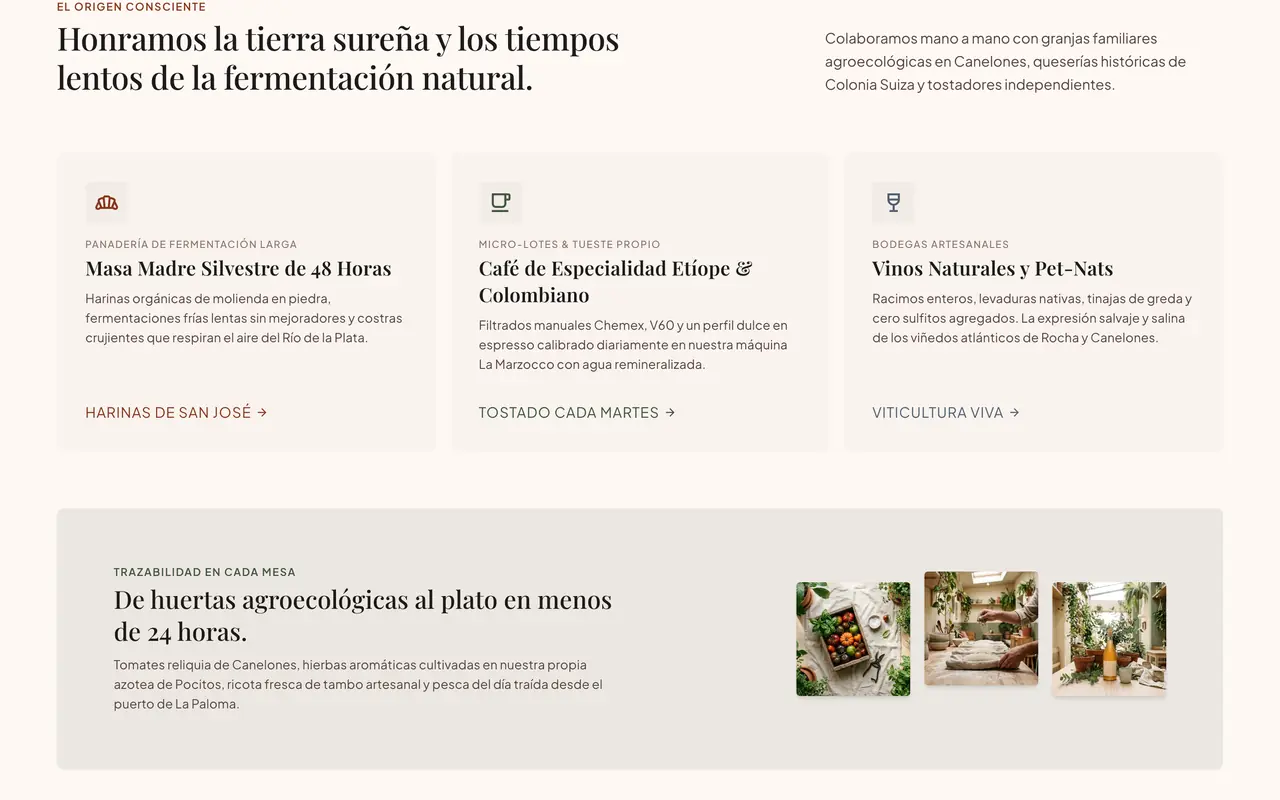 EL ORIGEN CONSCIENTE
Honramos la tierra sureña y los tiempos
lentos de la fermentación natural.
Colaboramos mano a mano con granjas familiares
agroecológicas en Canelones, queserías históricas de
Colonia Suiza y tostadores independientes.
PANADERÍA DE FERMENTACIÓN LARGA
Masa Madre Silvestre de 48 Horas
Harinas orgánicas de molienda en piedra,
fermentaciones frías lentas sin mejoradores y costras
crujientes que respiran el aire del Río de la Plata.
HARINAS DE SAN JOSÉ →
MICRO-LOTES & TUESTE PROPIO
Café de Especialidad Etíope &
Colombiano
Filtrados manuales Chemex, V60 y un perfil dulce en
espresso calibrado diariamente en nuestra máquina
La Marzocco con agua remineralizada.
TOSTADO CADA MARTES →
BODEGAS ARTESANALES
Vinos Naturales y Pet-Nats
Racimos enteros, levaduras nativas, tinajas de greda y
cero sulfitos agregados. La expresión salvaje y salina
de los viñedos atlánticos de Rocha y Canelones.
VITICULTURA VIVA →
TRAZABILIDAD EN CADA MESA
De huertas agroecológicas al plato en menos
de 24 horas.
Tomates reliquia de Canelones, hierbas aromáticas cultivadas en nuestra propia
azotea de Pocitos, ricota fresca de tambo artesanal y pesca del día traída desde el
puerto de La Paloma.